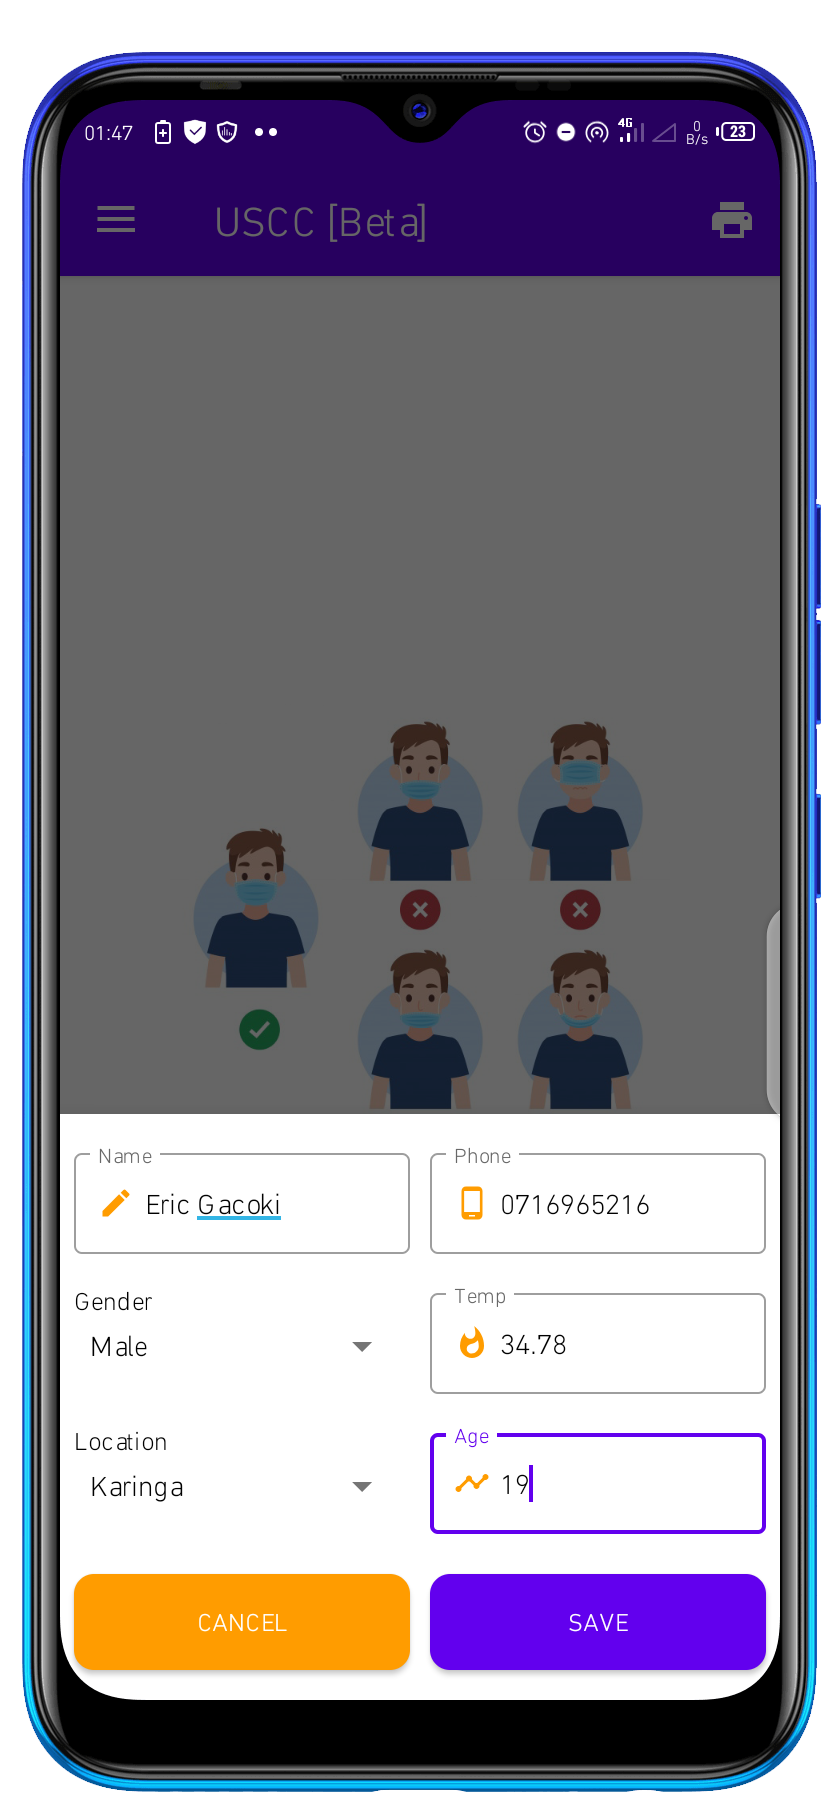 01:47 4G 0 B/s 23
USCC [Beta]
Name Phone
Eric Gacoki 0716965216
Gender Temp
Male 34.78
Location Age
Karinga 19
CANCEL SAVE